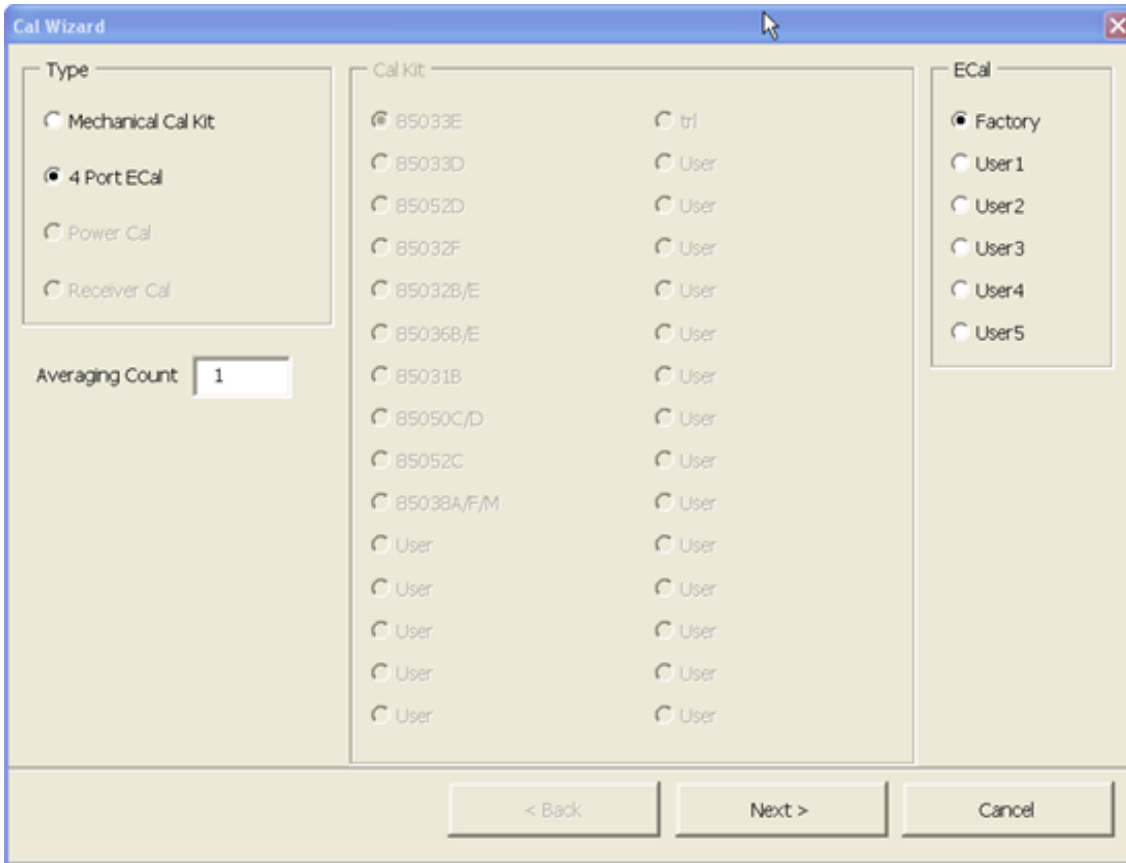 Cal Wizard
Type
Mechanical Cal Kit
4 Port ECal
Power Cal
Receiver Cal
Averaging Count 1
Cal Kit
85033E
85033D
85052D
85032F
85032B/E
85036B/E
85031B
85050C/D
85052C
85038A/F/M
User
User
User
User
User
trl
User
User
User
User
User
User
User
User
User
User
User
User
User
User
ECal
Factory
User1
User2
User3
User4
User5
< Back
Next >
Cancel